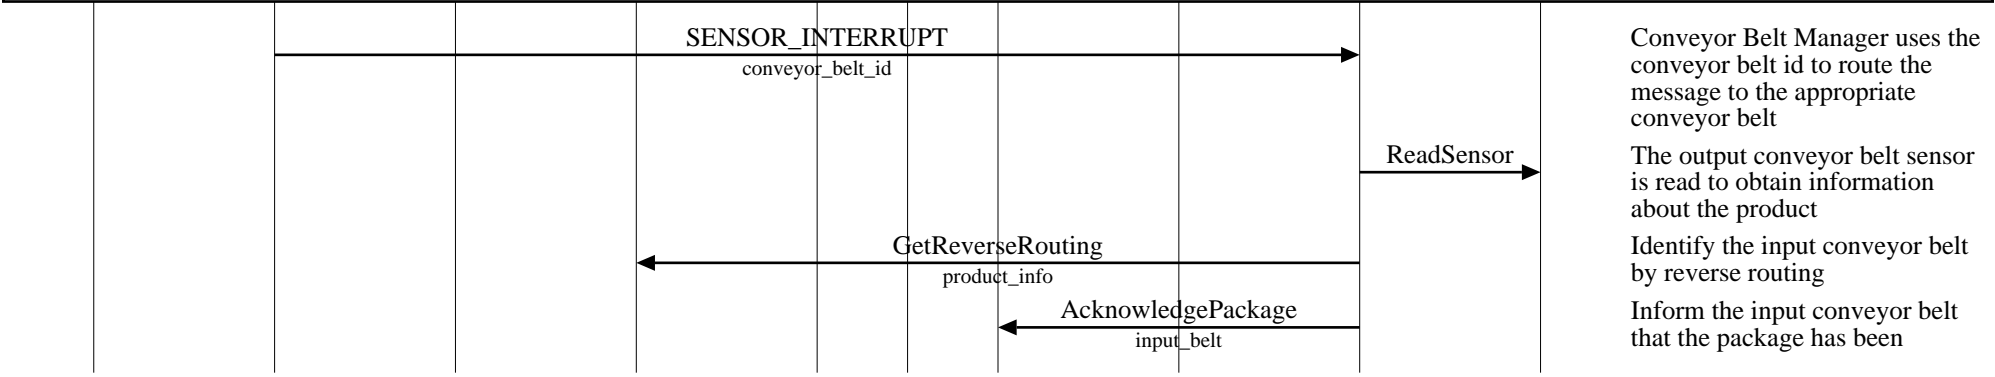 SENSOR_INTERRUPT
conveyor_belt_id
Conveyor Belt Manager uses the
conveyor belt id to route the
message to the appropriate
conveyor belt
ReadSensor
The output conveyor belt sensor
is read to obtain information
about the product
GetReverseRouting
product_info
Identify the input conveyor belt
by reverse routing
AcknowledgePackage
input_belt
Inform the input conveyor belt
that the package has been